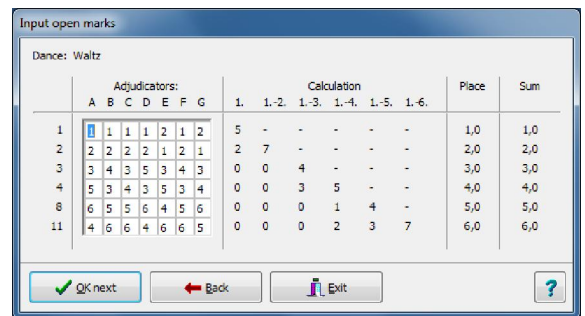 Input open marks
Dance: Waltz
Adjudicators: Calculation Place Sum
A B C D E F G 1. 1.-2. 1.-3. 1.-4. 1.-5. 1.-6.
1 1 1 1 1 2 1 2 5 - - - - - 1,0 1,0
2 2 2 2 2 1 2 1 2 7 - - - - 2,0 2,0
3 3 4 3 5 3 4 3 0 0 4 - - - 3,0 3,0
4 5 3 4 3 5 3 4 0 0 3 5 - - 4,0 4,0
8 6 5 5 6 4 5 6 0 0 0 1 4 - 5,0 5,0
11 4 6 6 4 6 6 5 0 0 0 2 3 7 6,0 6,0
OK next Back Exit ?